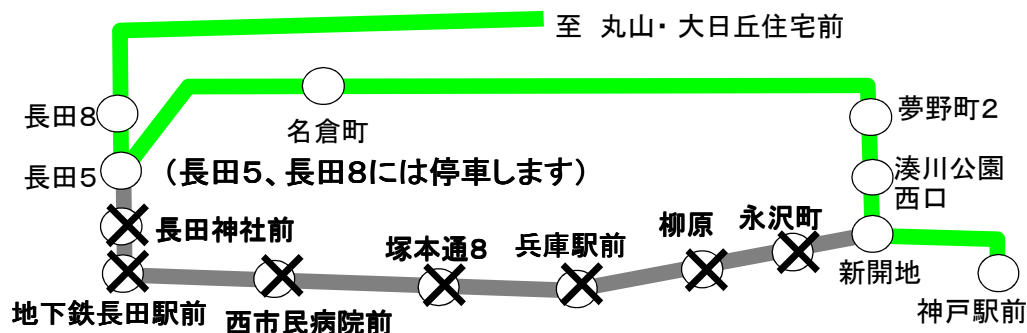 至 丸山・大日丘住宅前
長田8
名倉町
夢野町2
長田5
(長田5、長田8には停車します)
湊川公園
西口
長田神社前
塚本通8
兵庫駅前
柳原
永沢町
新開地
地下鉄長田駅前
西市民病院前
神戸駅前